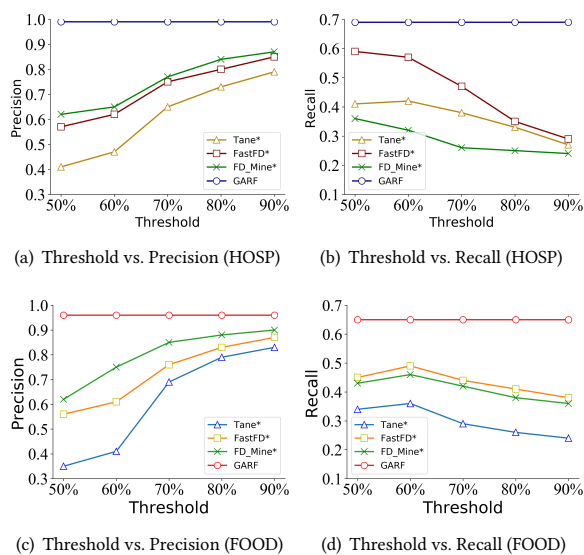 1.0
0.9
0.8
0.7
0.6
0.5
0.4
0.3
Precision
50% 60% 70% 80% 90%
Threshold
Tane*
FastFD*
FD_Mine*
GARF
(a) Threshold vs. Precision (HOSP)
0.7
0.6
0.5
0.4
0.3
0.2
0.1
Recall
50% 60% 70% 80% 90%
Threshold
Tane*
FastFD*
FD_Mine*
GARF
(b) Threshold vs. Recall (HOSP)
1.0
0.9
0.8
0.7
0.6
0.5
0.4
0.3
Precision
50% 60% 70% 80% 90%
Threshold
Tane*
FastFD*
FD_Mine*
GARF
(c) Threshold vs. Precision (FOOD)
0.7
0.6
0.5
0.4
0.3
0.2
0.1
Recall
50% 60% 70% 80% 90%
Threshold
Tane*
FastFD*
FD_Mine*
GARF
(d) Threshold vs. Recall (FOOD)